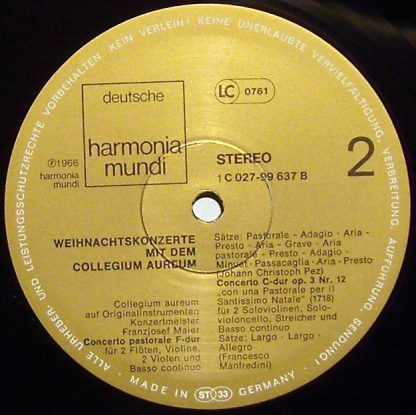 ALLE URHEBER- UND LEISTUNGSSCHUTZRECHTE VORBEHALTEN KEIN VERLEIH! KEINE UNERLAUBTE VERVIELFÄLTIGUNG, VERBREITUNG, AUFFÜHRUNG, SENDUNG!
deutsche
harmonia
mundi
LC 0761
℗1966
harmonia
mundi
STEREO
1 C 027-99 637 B
2
WEIHNACHTSKONZERTE
MIT DEM
COLLEGIUM AUREUM
Collegium aureum
auf Originalinstrumenten
Konzertmeister
Franzjosef Maier
Concerto pastorale F-dur
für 2 Flöten, Violine,
2 Violen und
Basso continuo
Sätze: Pastorale - Adagio - Aria -
Presto - Aria - Grave - Aria
pastorale - Presto - Adagio -
Minuet - Passacaglia - Aria - Presto
(Johann Christoph Pez)
Concerto C-dur op. 3 Nr. 12
„con una Pastorale per il
Santissimo Natale" (1718)
für 2 Soloviolinen, Solo-
violoncello, Streicher und
Basso continuo
Sätze: Largo - Largo -
Allegro
(Francesco
Manfredini)
MADE IN ST 33 GERMANY